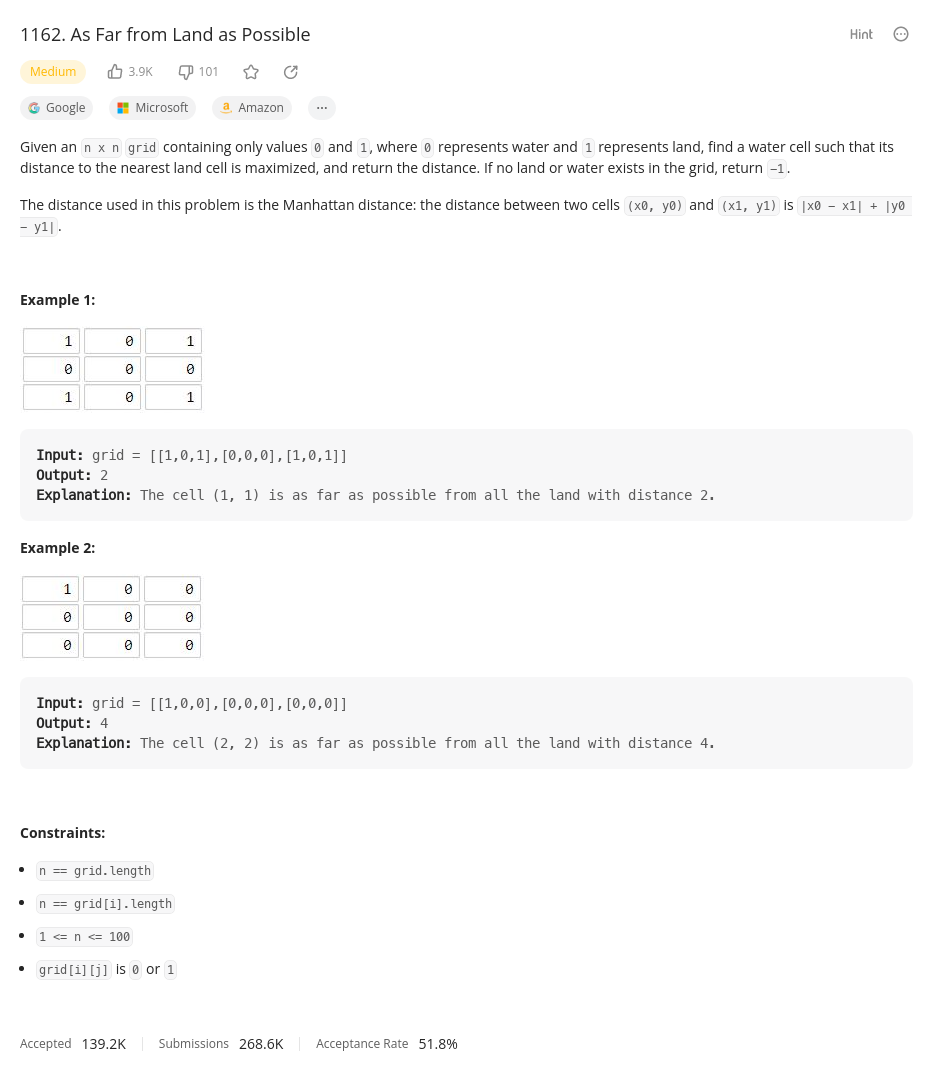 1162. As Far from Land as Possible
Hint
Medium
3.9K
101
Google
Microsoft
Amazon
...
Given an n x n grid containing only values 0 and 1, where 0 represents water and 1 represents land, find a water cell such that its
distance to the nearest land cell is maximized, and return the distance. If no land or water exists in the grid, return -1.
The distance used in this problem is the Manhattan distance: the distance between two cells (x0, y0) and (x1, y1) is |x0 - x1| + |y0
- y1|.
Example 1:
1 0 1
0 0 0
1 0 1
Input: grid = [[1,0,1],[0,0,0],[1,0,1]]
Output: 2
Explanation: The cell (1, 1) is as far as possible from all the land with distance 2.
Example 2:
1 0 0
0 0 0
0 0 0
Input: grid = [[1,0,0],[0,0,0],[0,0,0]]
Output: 4
Explanation: The cell (2, 2) is as far as possible from all the land with distance 4.
Constraints:
n == grid.length
n == grid[i].length
1 <= n <= 100
grid[i][j] is 0 or 1
Accepted 139.2K Submissions 268.6K Acceptance Rate 51.8%